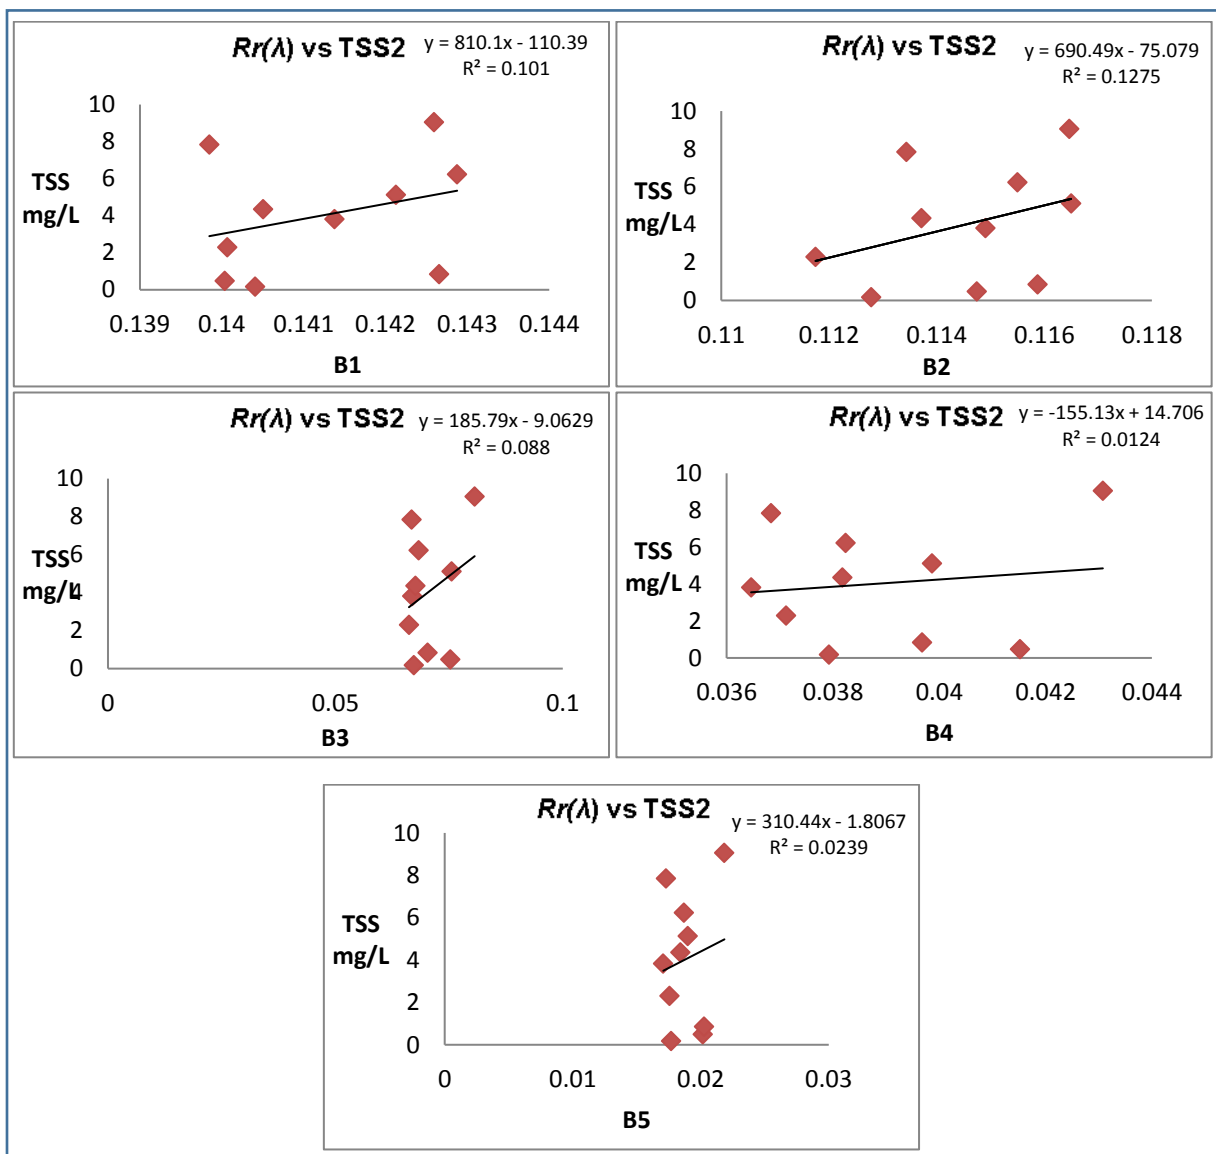 Rr(λ) vs TSS2
y = 810.1x - 110.39
R² = 0.101
10
8
6
4
2
0
TSS
mg/L
0.139 0.14 0.141 0.142 0.143 0.144
B1
Rr(λ) vs TSS2
y = 690.49x - 75.079
R² = 0.1275
10
8
6
4
2
0
TSS
mg/L
0.11 0.112 0.114 0.116 0.118
B2
Rr(λ) vs TSS2
y = 185.79x - 9.0629
R² = 0.088
10
8
6
4
2
0
TSS
mg/L
0 0.05 0.1
B3
Rr(λ) vs TSS2
y = -155.13x + 14.706
R² = 0.0124
10
8
6
4
2
0
TSS
mg/L
0.036 0.038 0.04 0.042 0.044
B4
Rr(λ) vs TSS2
y = 310.44x - 1.8067
R² = 0.0239
10
8
6
4
2
0
TSS
mg/L
0 0.01 0.02 0.03
B5